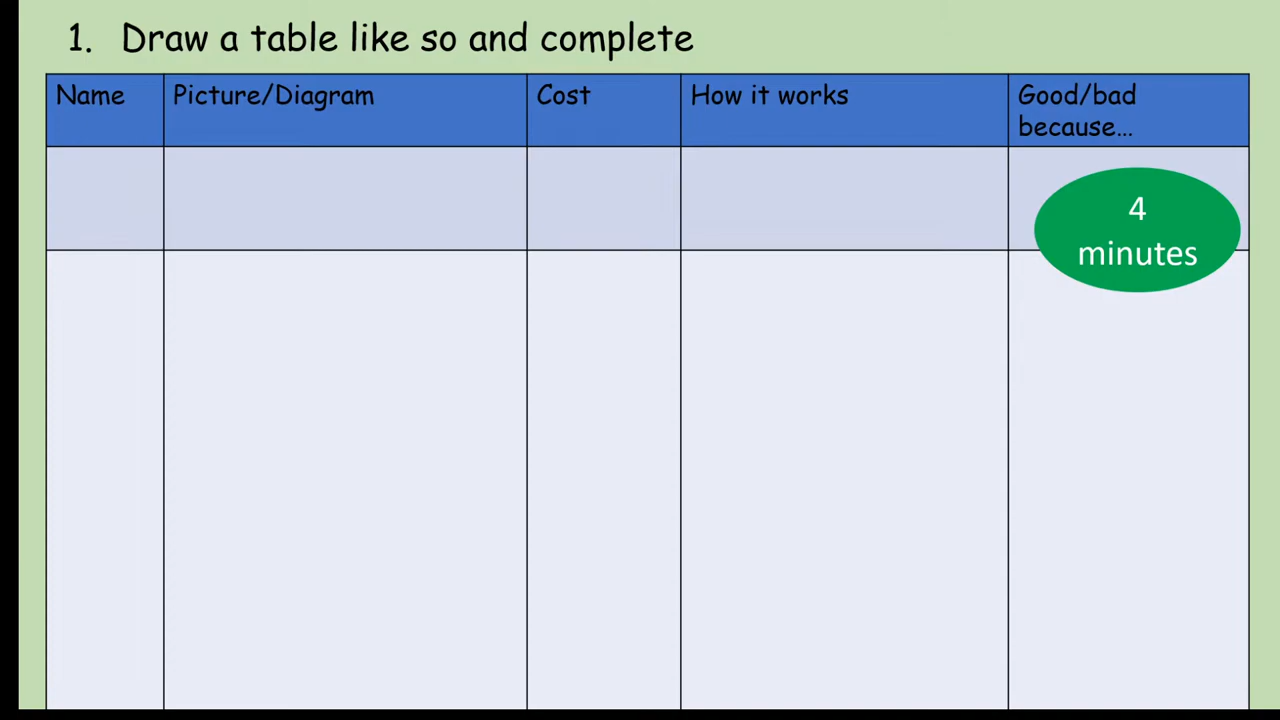 1. Draw a table like so and complete
Name
Picture/Diagram
Cost
How it works
Good/bad
because...
4
minutes